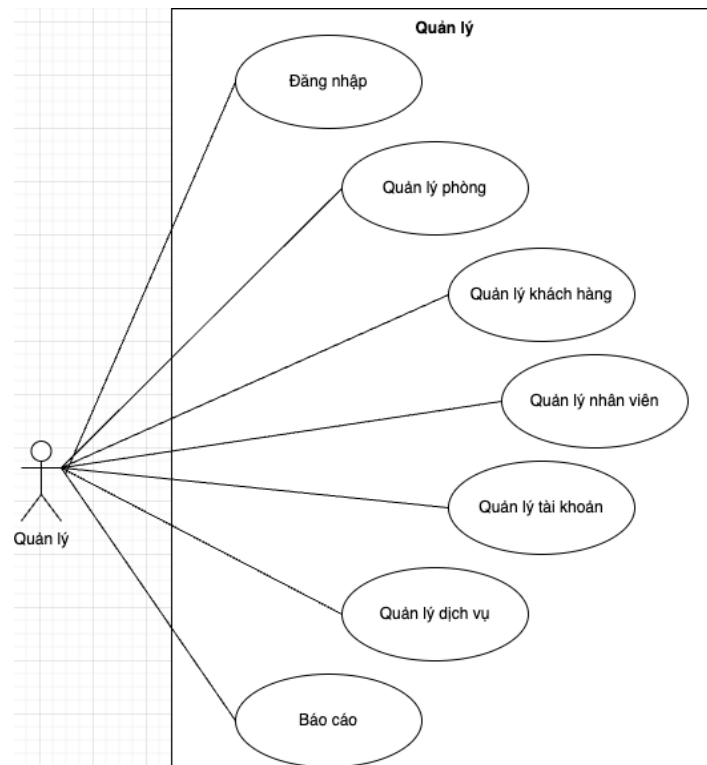 Quản lý
Đăng nhập
Quản lý phòng
Quản lý khách hàng
Quản lý nhân viên
Quản lý tài khoản
Quản lý
Quản lý dịch vụ
Báo cáo